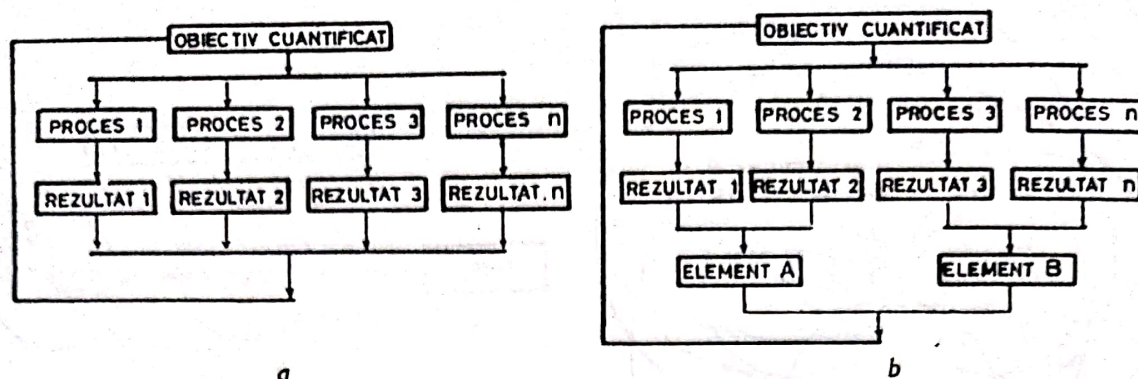 OBIECTIV CUANTIFICAT
PROCES 1 PROCES 2 PROCES 3 PROCES n
REZULTAT 1 REZULTAT 2 REZULTAT 3 REZULTAT. n
a
OBIECTIV CUANTIFICAT
PROCES 1 PROCES 2 PROCES 3 PROCES n
REZULTAT 1 REZULTAT 2 REZULTAT 3 REZULTAT n
ELEMENT A ELEMENT B
b